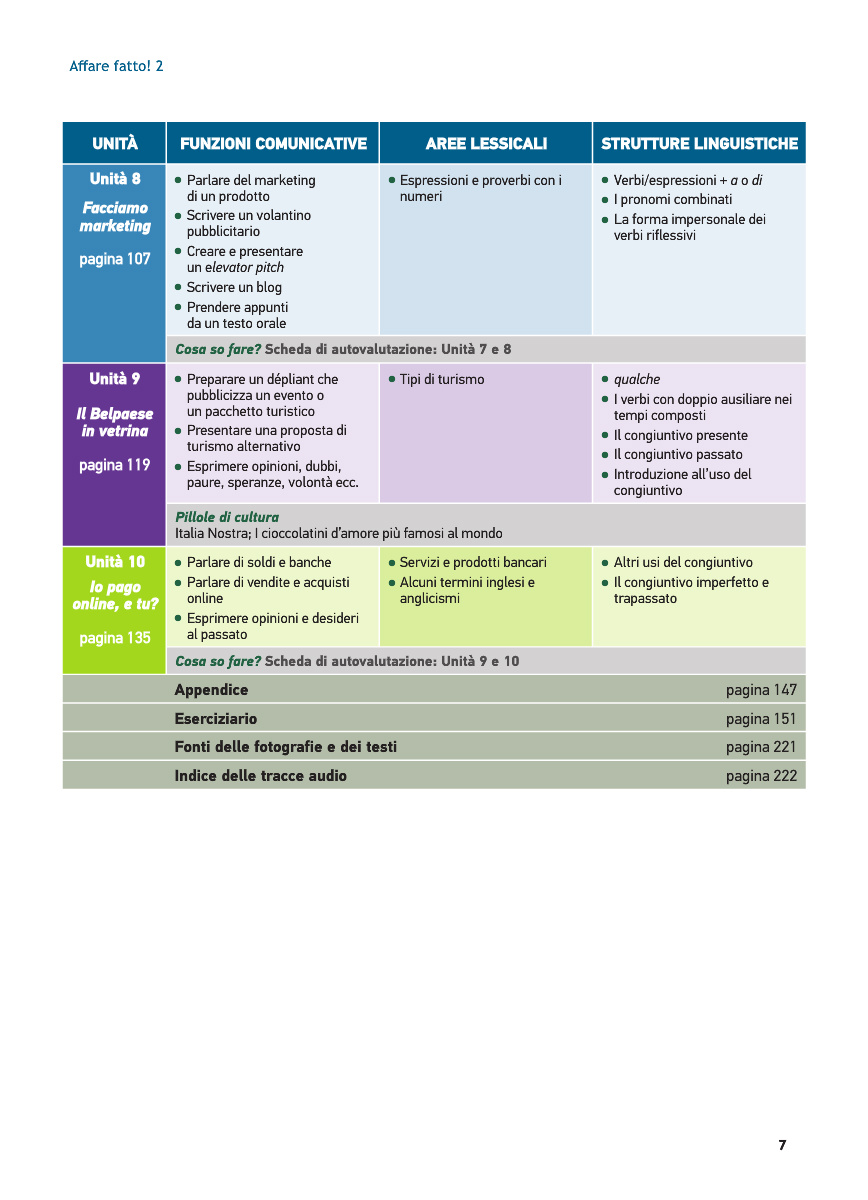 Affare fatto! 2
UNITÀ
FUNZIONI COMUNICATIVE
AREE LESSICALI
STRUTTURE LINGUISTICHE
Unità 8
Facciamo
marketing
pagina 107
• Parlare del marketing
di un prodotto
• Scrivere un volantino
pubblicitario
• Creare e presentare
un elevator pitch
• Scrivere un blog
• Prendere appunti
da un testo orale
• Espressioni e proverbi con i
numeri
• Verbi/espressioni + a o di
• I pronomi combinati
• La forma impersonale dei
verbi riflessivi
Cosa so fare? Scheda di autovalutazione: Unità 7 e 8
Unità 9
Il Belpaese
in vetrina
pagina 119
• Preparare un dépliant che
pubblicizza un evento o
un pacchetto turistico
• Presentare una proposta di
turismo alternativo
• Esprimere opinioni, dubbi,
paure, speranze, volontà ecc.
• Tipi di turismo
• qualche
• I verbi con doppio ausiliare nei
tempi composti
• Il congiuntivo presente
• Il congiuntivo passato
• Introduzione all’uso del
congiuntivo
Pillole di cultura
Italia Nostra; I cioccolatini d’amore più famosi al mondo
Unità 10
Io pago
online, e tu?
pagina 135
• Parlare di soldi e banche
• Parlare di vendite e acquisti
online
• Esprimere opinioni e desideri
al passato
• Servizi e prodotti bancari
• Alcuni termini inglesi e
anglicismi
• Altri usi del congiuntivo
• Il congiuntivo imperfetto e
trapassato
Cosa so fare? Scheda di autovalutazione: Unità 9 e 10
Appendice pagina 147
Eserciziario pagina 151
Fonti delle fotografie e dei testi pagina 221
Indice delle tracce audio pagina 222
7